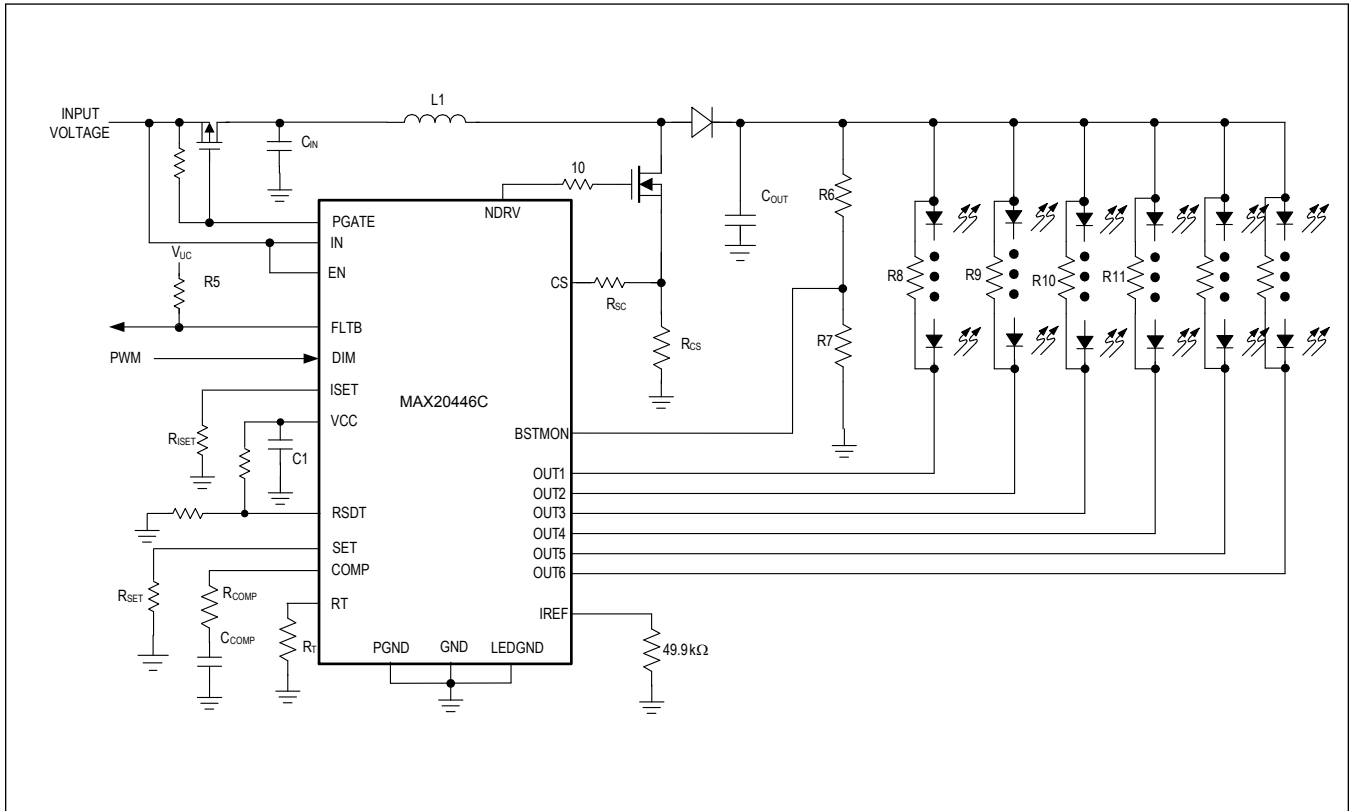 L1
INPUT
VOLTAGE
CIN
10
NDRV
COUT
R6
PGATE
IN
EN
VUC
R5
CS
RSC
R8
R9
R10
R11
FLTB
RCS
R7
PWM
DIM
ISET
MAX20446C
VCC
RISET
C1
BSTMON
OUT1
OUT2
OUT3
OUT4
OUT5
OUT6
RSDT
SET
COMP
RSET
RCOMP
RT
IREF
CCOMP
RT
PGND
GND
LEDGND
49.9kΩ